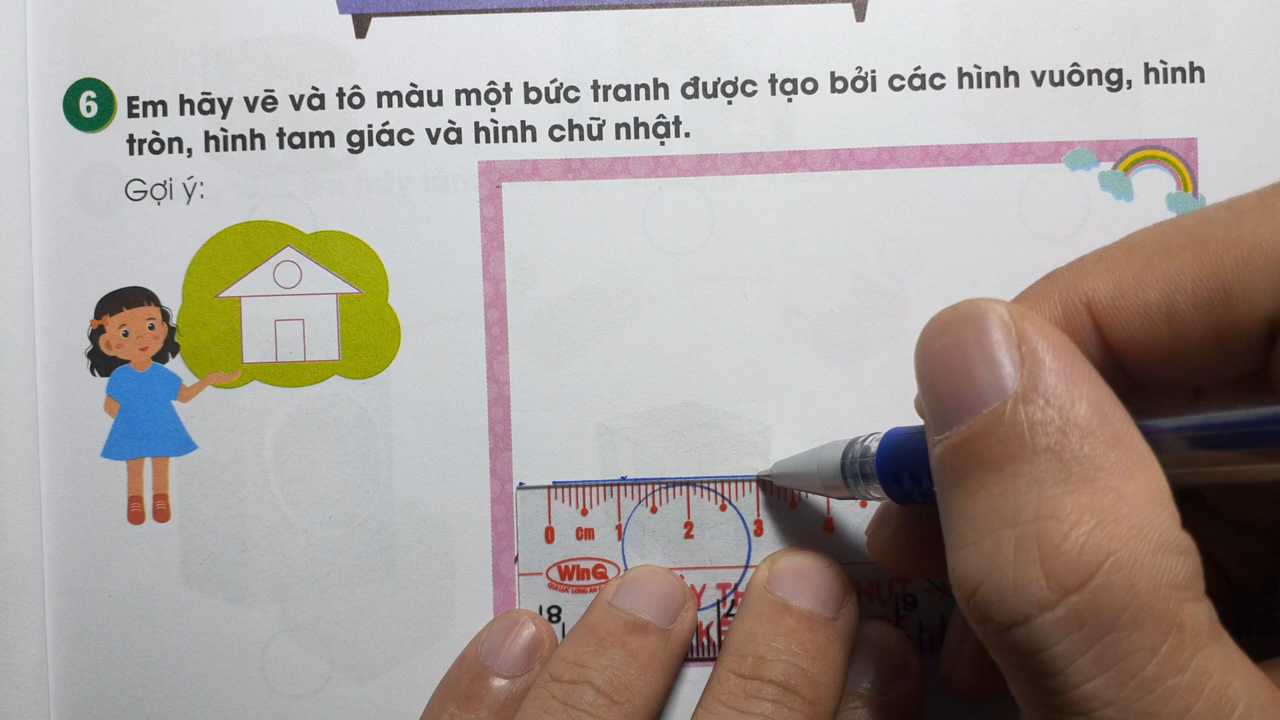 6 Em hãy vẽ và tô màu một bức tranh được tạo bởi các hình vuông, hình
tròn, hình tam giác và hình chữ nhật.
Gợi ý:
0 cm 1 2 3 4
WinQ